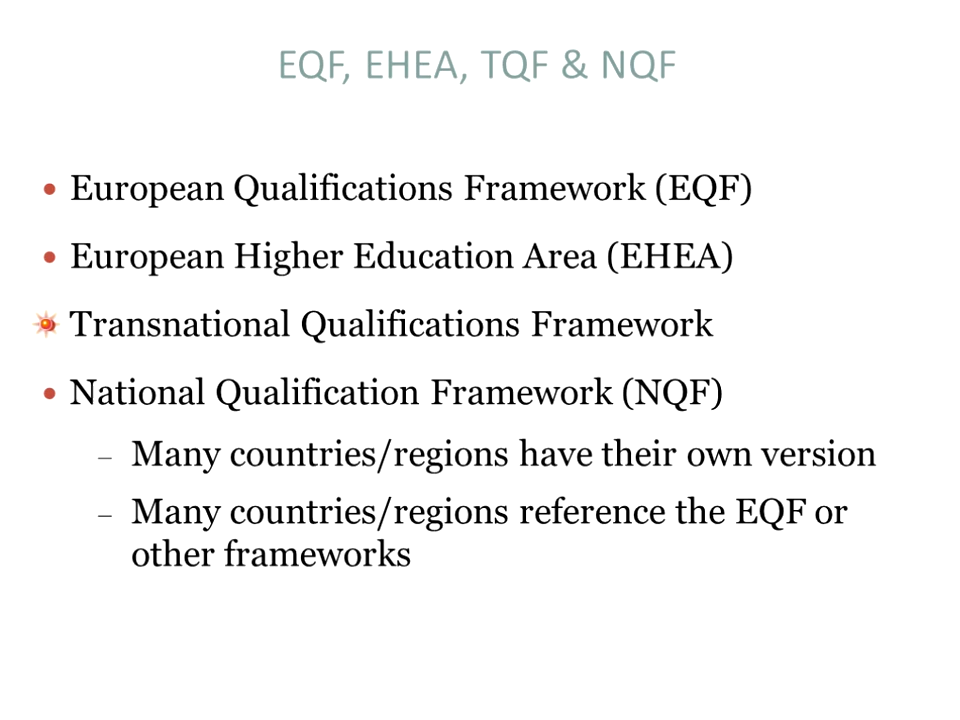 EQF, EHEA, TQF & NQF
• European Qualifications Framework (EQF)
• European Higher Education Area (EHEA)
Transnational Qualifications Framework
• National Qualification Framework (NQF)
– Many countries/regions have their own version
– Many countries/regions reference the EQF or
other frameworks